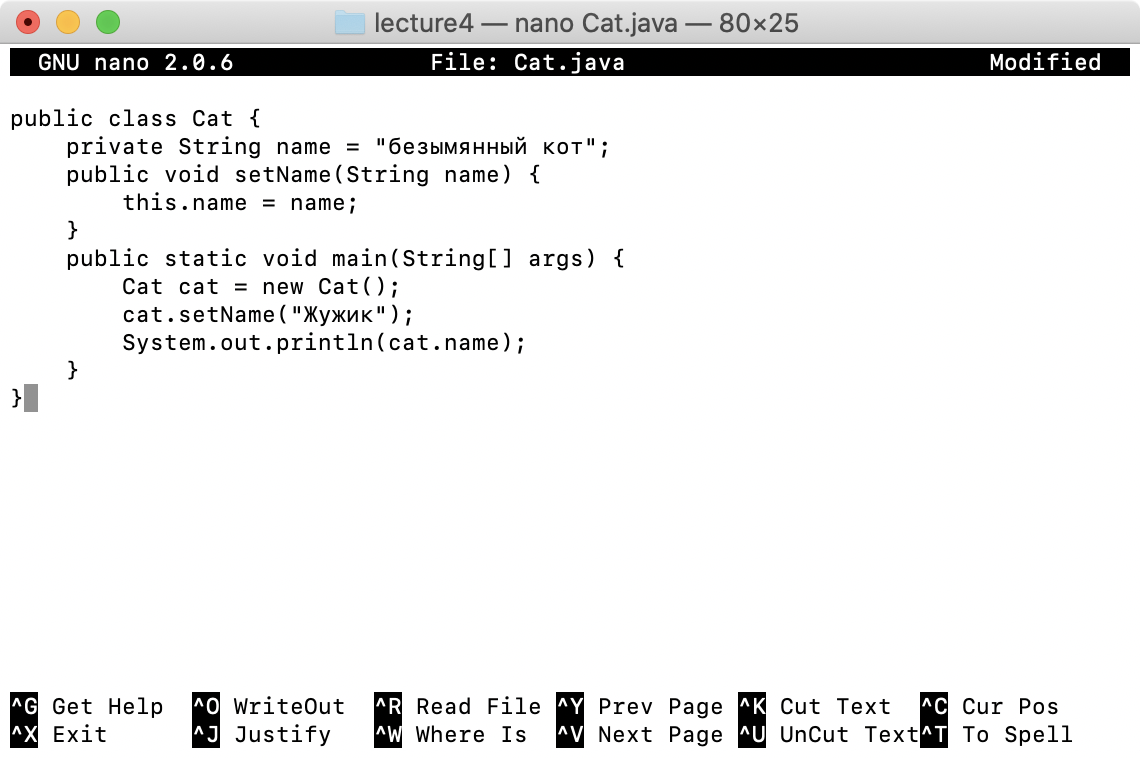 lecture4 — nano Cat.java — 80×25
GNU nano 2.0.6 File: Cat.java Modified
public class Cat {
    private String name = "безымянный кот";
    public void setName(String name) {
        this.name = name;
    }
    public static void main(String[] args) {
        Cat cat = new Cat();
        cat.setName("Жужик");
        System.out.println(cat.name);
    }
}
^G Get Help ^O WriteOut ^R Read File ^Y Prev Page ^K Cut Text ^C Cur Pos
^X Exit ^J Justify ^W Where Is ^V Next Page ^U UnCut Text ^T To Spell